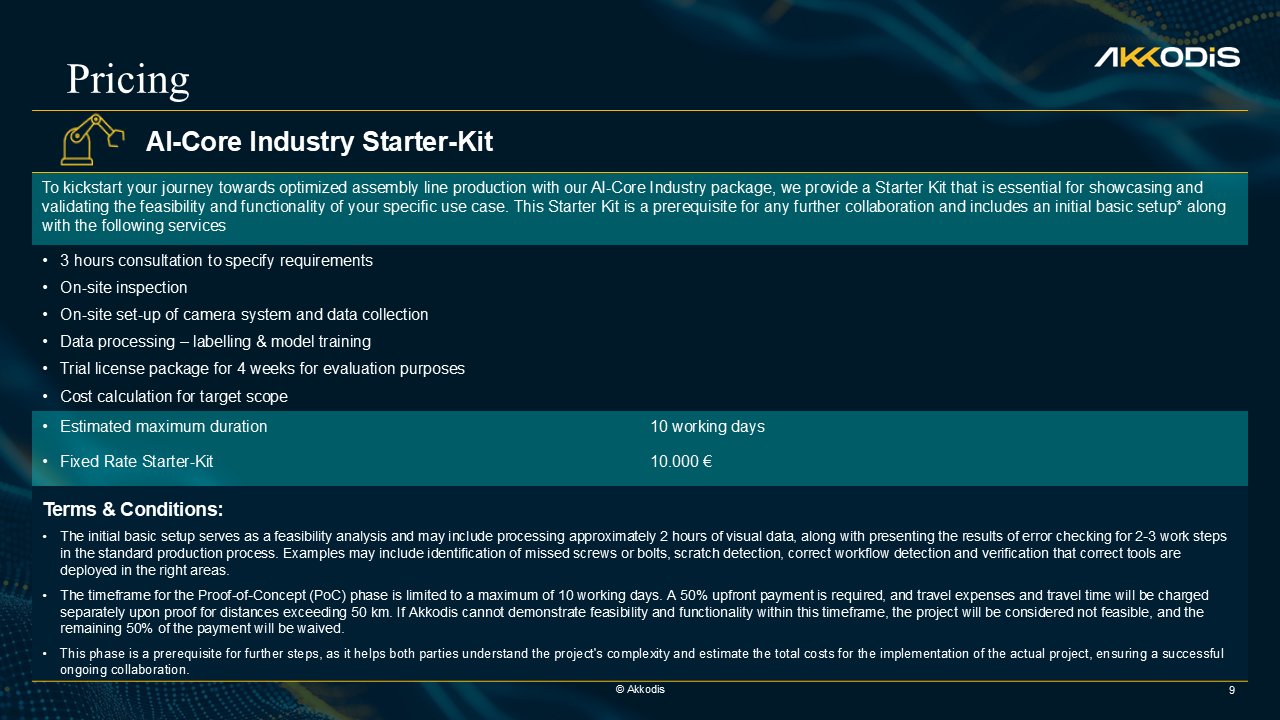 Pricing
AKKODIS
AI-Core Industry Starter-Kit
To kickstart your journey towards optimized assembly line production with our AI-Core Industry package, we provide a Starter Kit that is essential for showcasing and
validating the feasibility and functionality of your specific use case. This Starter Kit is a prerequisite for any further collaboration and includes an initial basic setup* along
with the following services
• 3 hours consultation to specify requirements
• On-site inspection
• On-site set-up of camera system and data collection
• Data processing – labelling & model training
• Trial license package for 4 weeks for evaluation purposes
• Cost calculation for target scope
• Estimated maximum duration 10 working days
• Fixed Rate Starter-Kit 10.000 €
Terms & Conditions:
• The initial basic setup serves as a feasibility analysis and may include processing approximately 2 hours of visual data, along with presenting the results of error checking for 2-3 work steps
in the standard production process. Examples may include identification of missed screws or bolts, scratch detection, correct workflow detection and verification that correct tools are
deployed in the right areas.
• The timeframe for the Proof-of-Concept (PoC) phase is limited to a maximum of 10 working days. A 50% upfront payment is required, and travel expenses and travel time will be charged
separately upon proof for distances exceeding 50 km. If Akkodis cannot demonstrate feasibility and functionality within this timeframe, the project will be considered not feasible, and the
remaining 50% of the payment will be waived.
• This phase is a prerequisite for further steps, as it helps both parties understand the project's complexity and estimate the total costs for the implementation of the actual project, ensuring a successful
ongoing collaboration.
© Akkodis
9